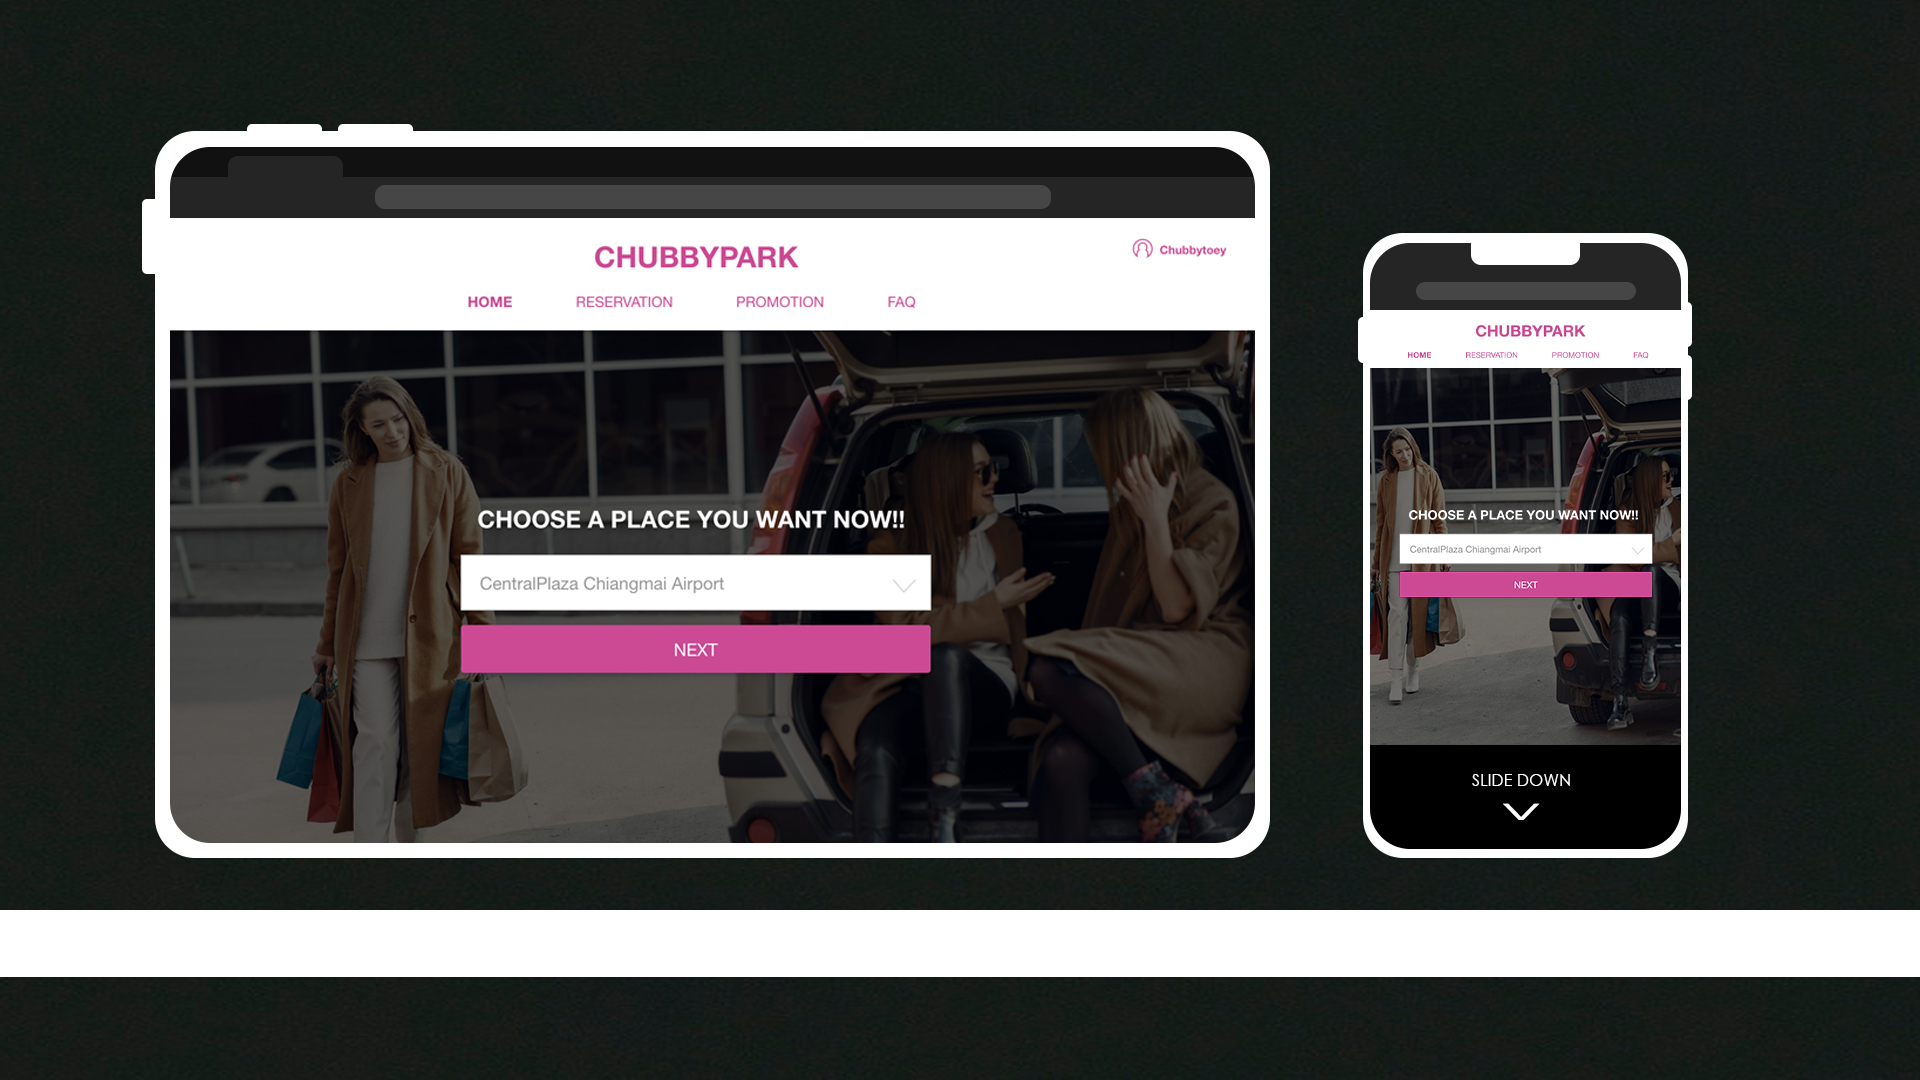 CHUBBYPARK
Chubbytoey
HOME RESERVATION PROMOTION FAQ
CHOOSE A PLACE YOU WANT NOW!!
CentralPlaza Chiangmai Airport
NEXT
CHUBBYPARK
HOME RESERVATION PROMOTION FAQ
CHOOSE A PLACE YOU WANT NOW!!
CentralPlaza Chiangmai Airport
NEXT
SLIDE DOWN